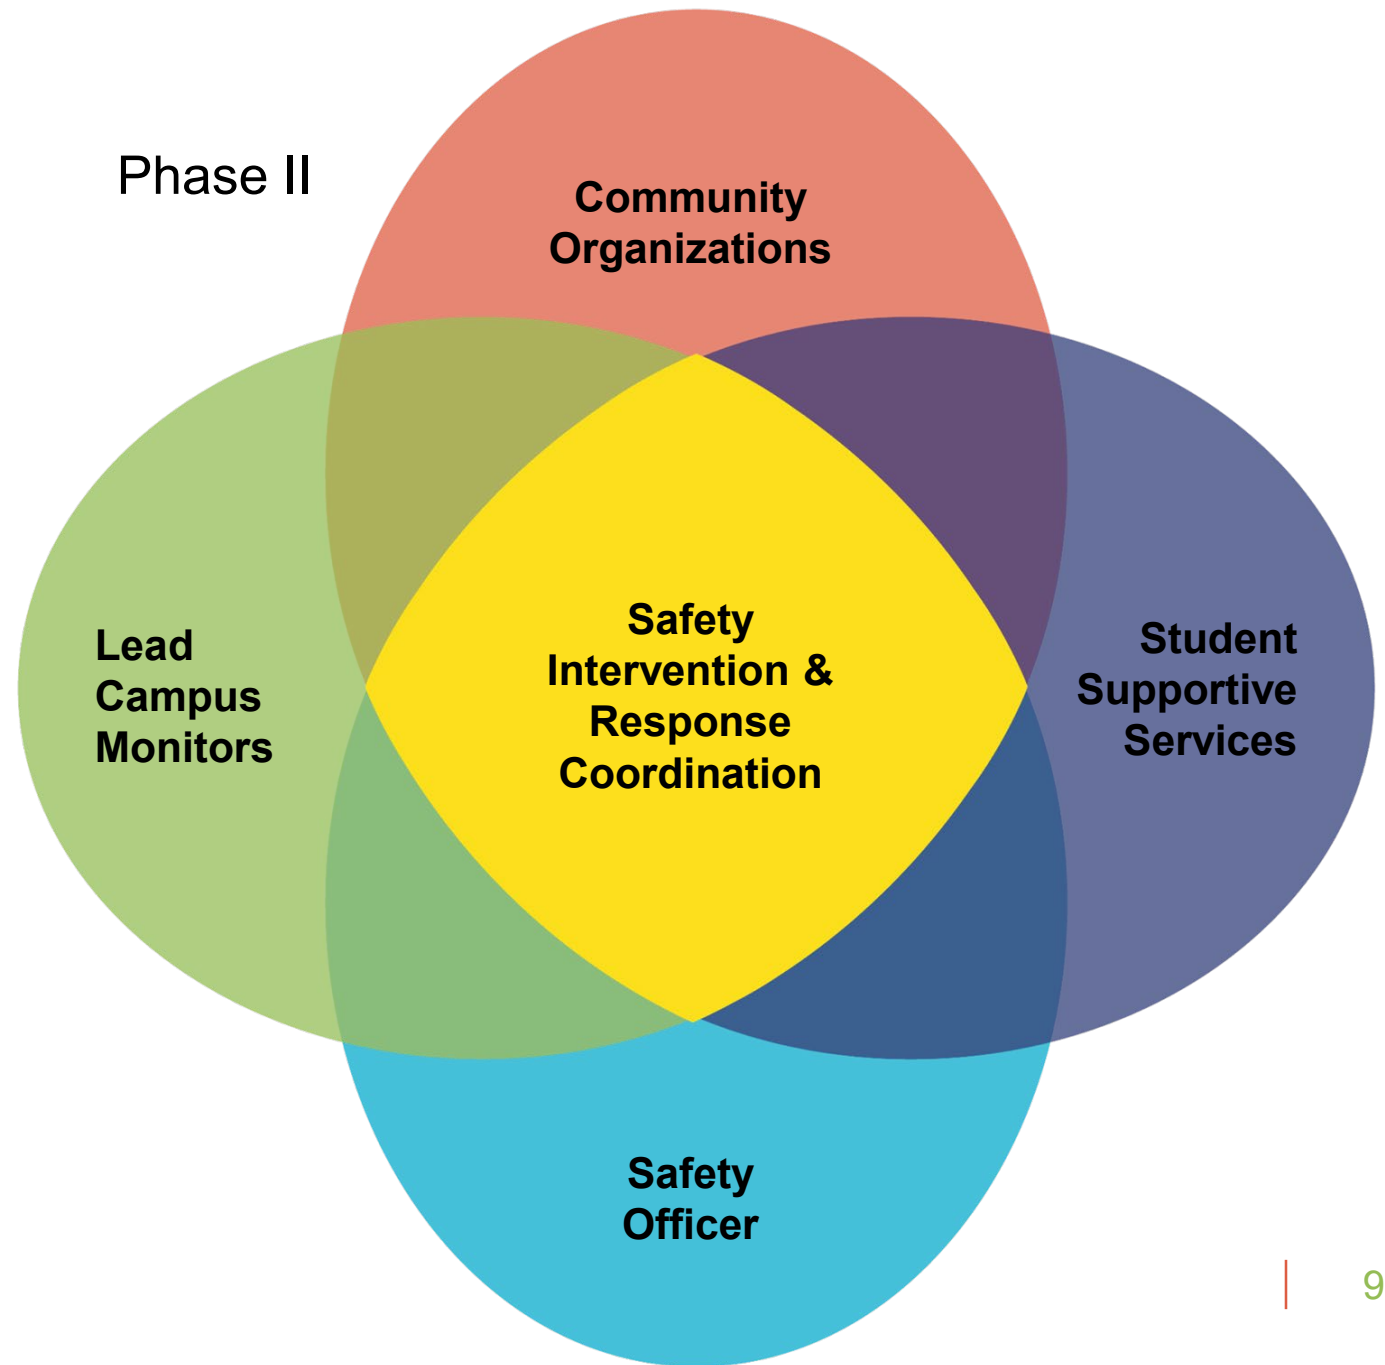 Phase II
Community
Organizations
Lead
Campus
Monitors
Safety
Intervention &
Response
Coordination
Student
Supportive
Services
Safety
Officer
9